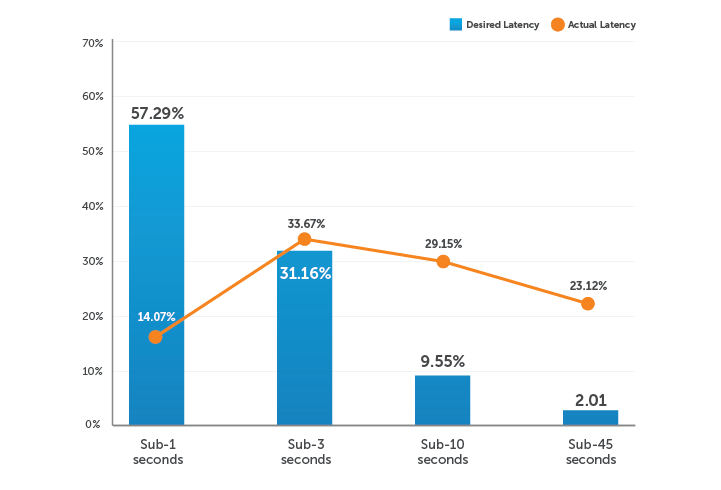 Desired Latency
Actual Latency
70%
60%
50%
40%
30%
20%
10%
0%
57.29%
14.07%
33.67%
31.16%
29.15%
9.55%
23.12%
2.01
Sub-1
seconds
Sub-3
seconds
Sub-10
seconds
Sub-45
seconds